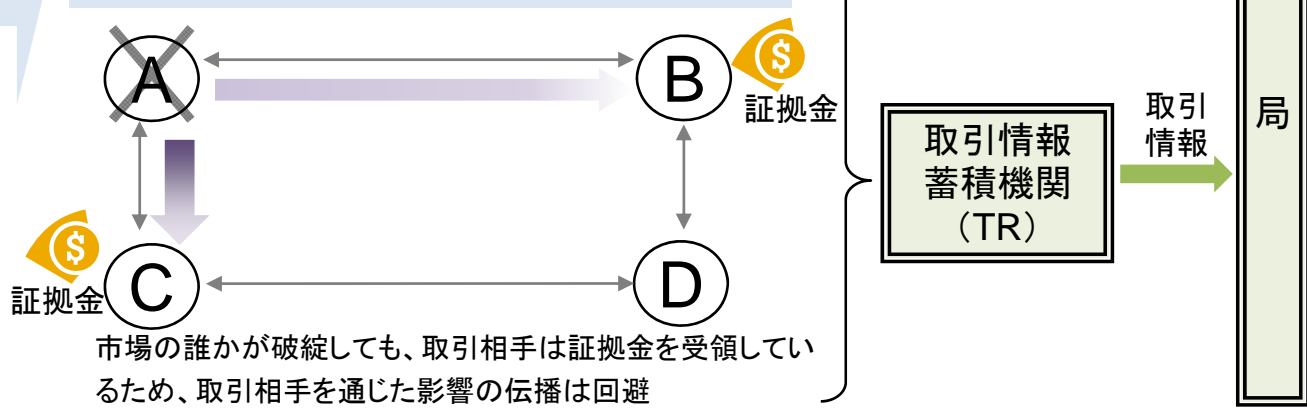 A
B
$
証拠金
取引情報
蓄積機関
（TR）
取引
情報
局
$
証拠金
C
D
市場の誰かが破綻しても、取引相手は証拠金を受領してい
るため、取引相手を通じた影響の伝播は回避